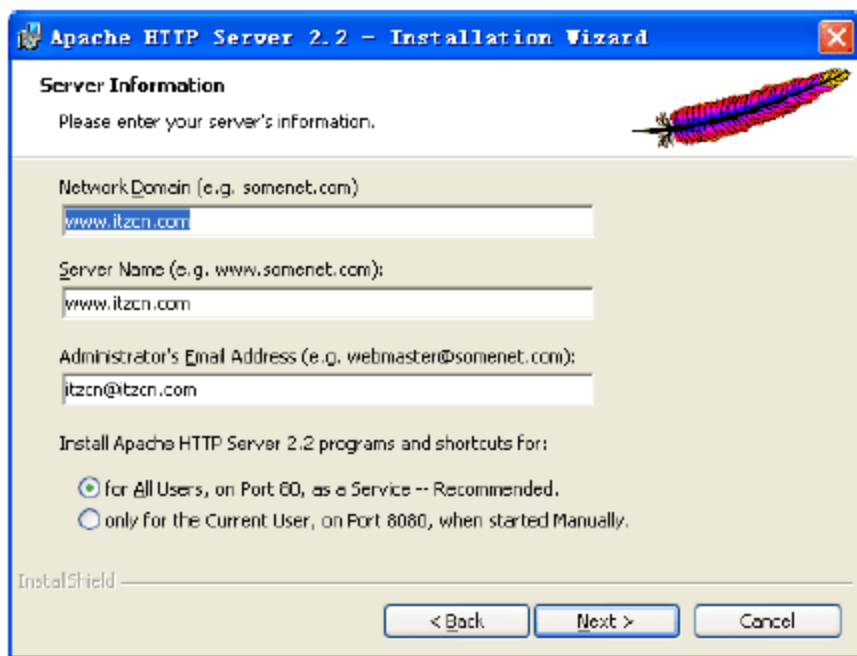 Apache HTTP Server 2.2 - Installation Wizard
Server Information
Please enter your server's information.
Network Domain (e.g. somenet.com)
www.itzcn.com
Server Name (e.g. www.somenet.com):
www.itzcn.com
Administrator's Email Address (e.g. webmaster@somenet.com):
itzcn@itzcn.com
Install Apache HTTP Server 2.2 programs and shortcuts for:
for All Users, on Port 80, as a Service -- Recommended.
only for the Current User, on Port 8080, when started Manually.
InstallShield
< Back
Next >
Cancel